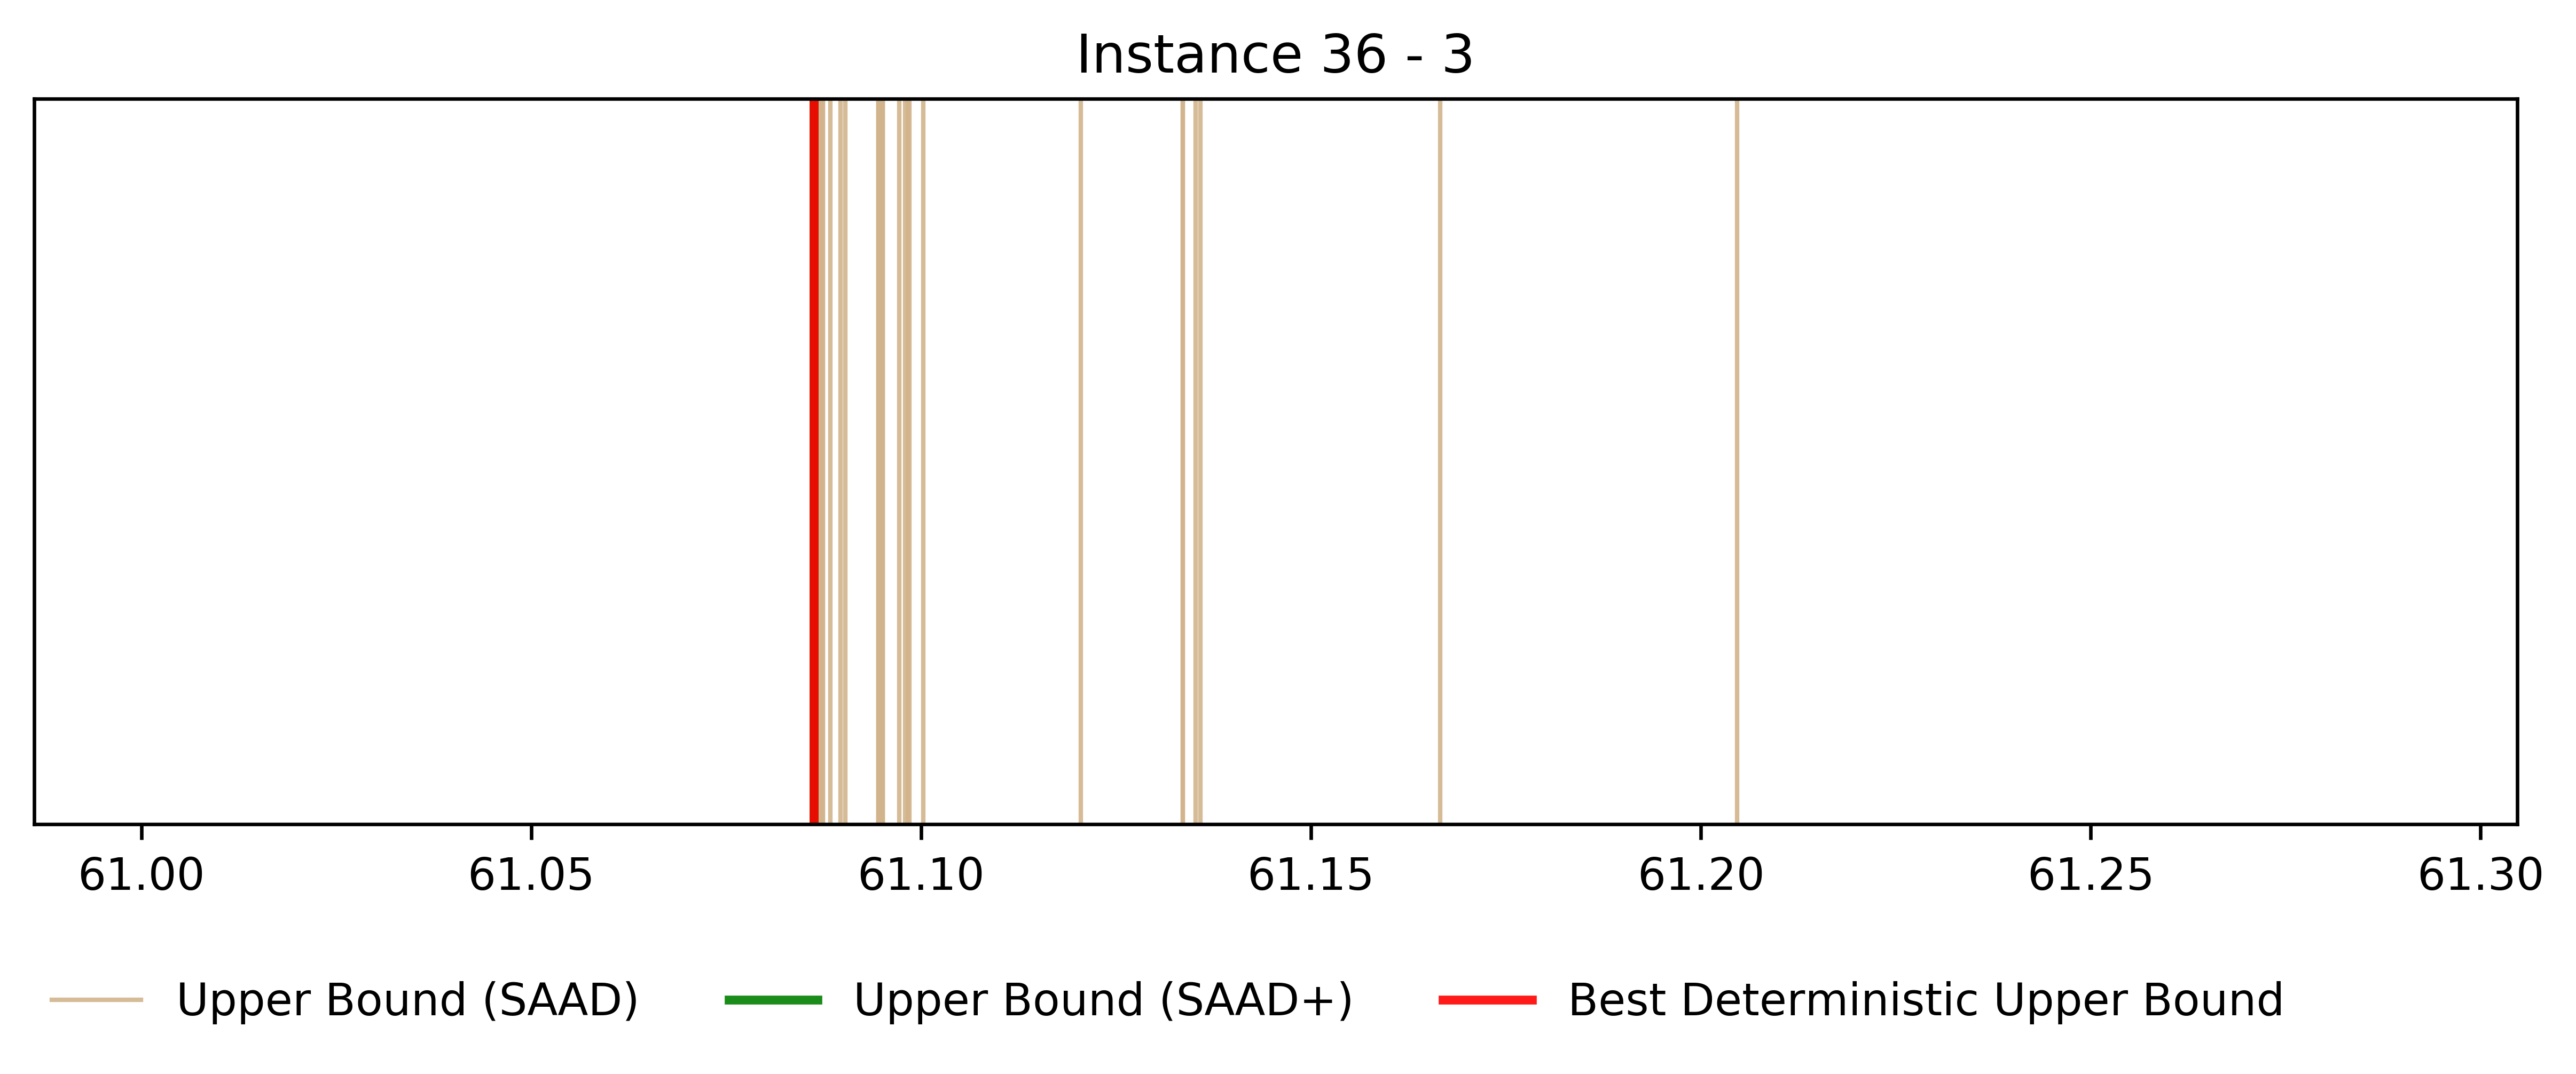 Instance 36 - 3
61.00 61.05 61.10 61.15 61.20 61.25 61.30
Upper Bound (SAAD) Upper Bound (SAAD+) Best Deterministic Upper Bound